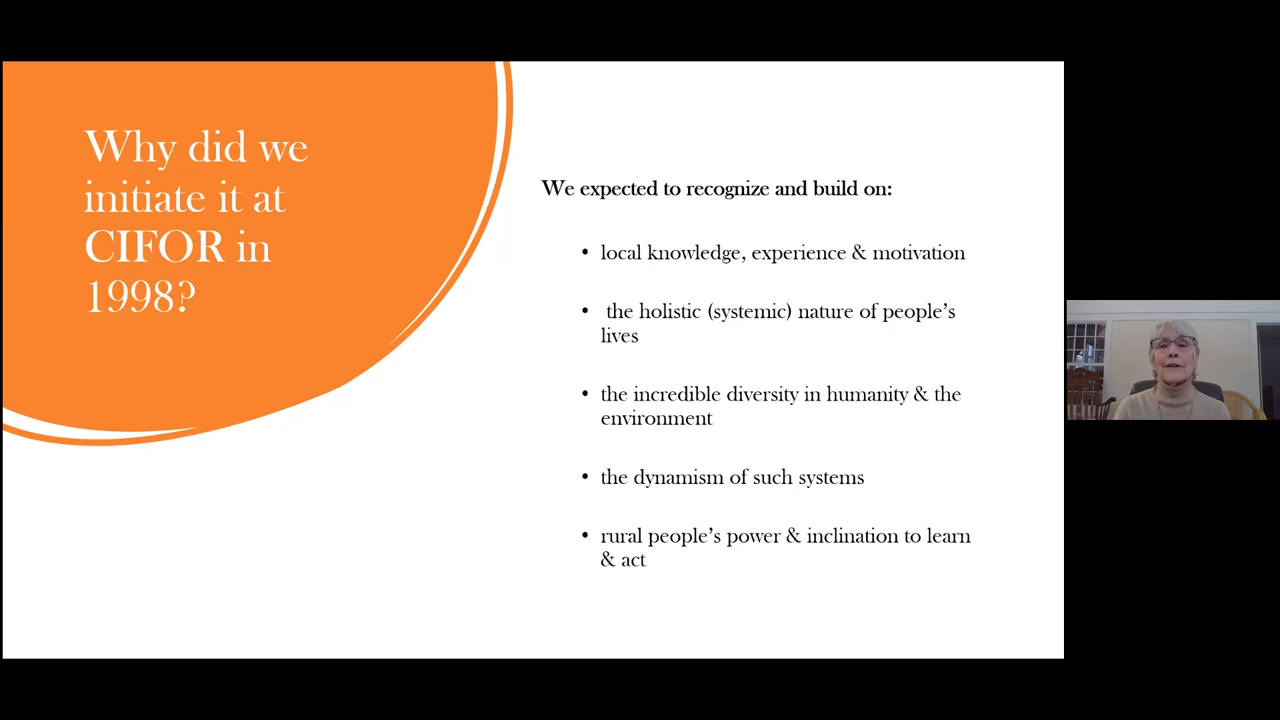 Why did we
initiate it at
CIFOR in
1998?
We expected to recognize and build on:
• local knowledge, experience & motivation
• the holistic (systemic) nature of people’s
lives
• the incredible diversity in humanity & the
environment
• the dynamism of such systems
• rural people’s power & inclination to learn
& act